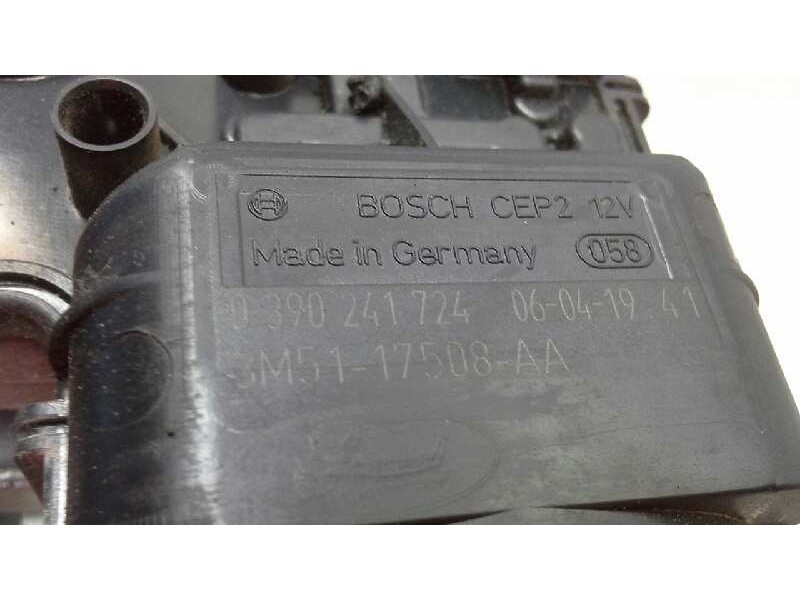 BOSCH CEP2 12V
Made in Germany 058
0 390 241 724 06-04-19 41
3M51-17508-AA